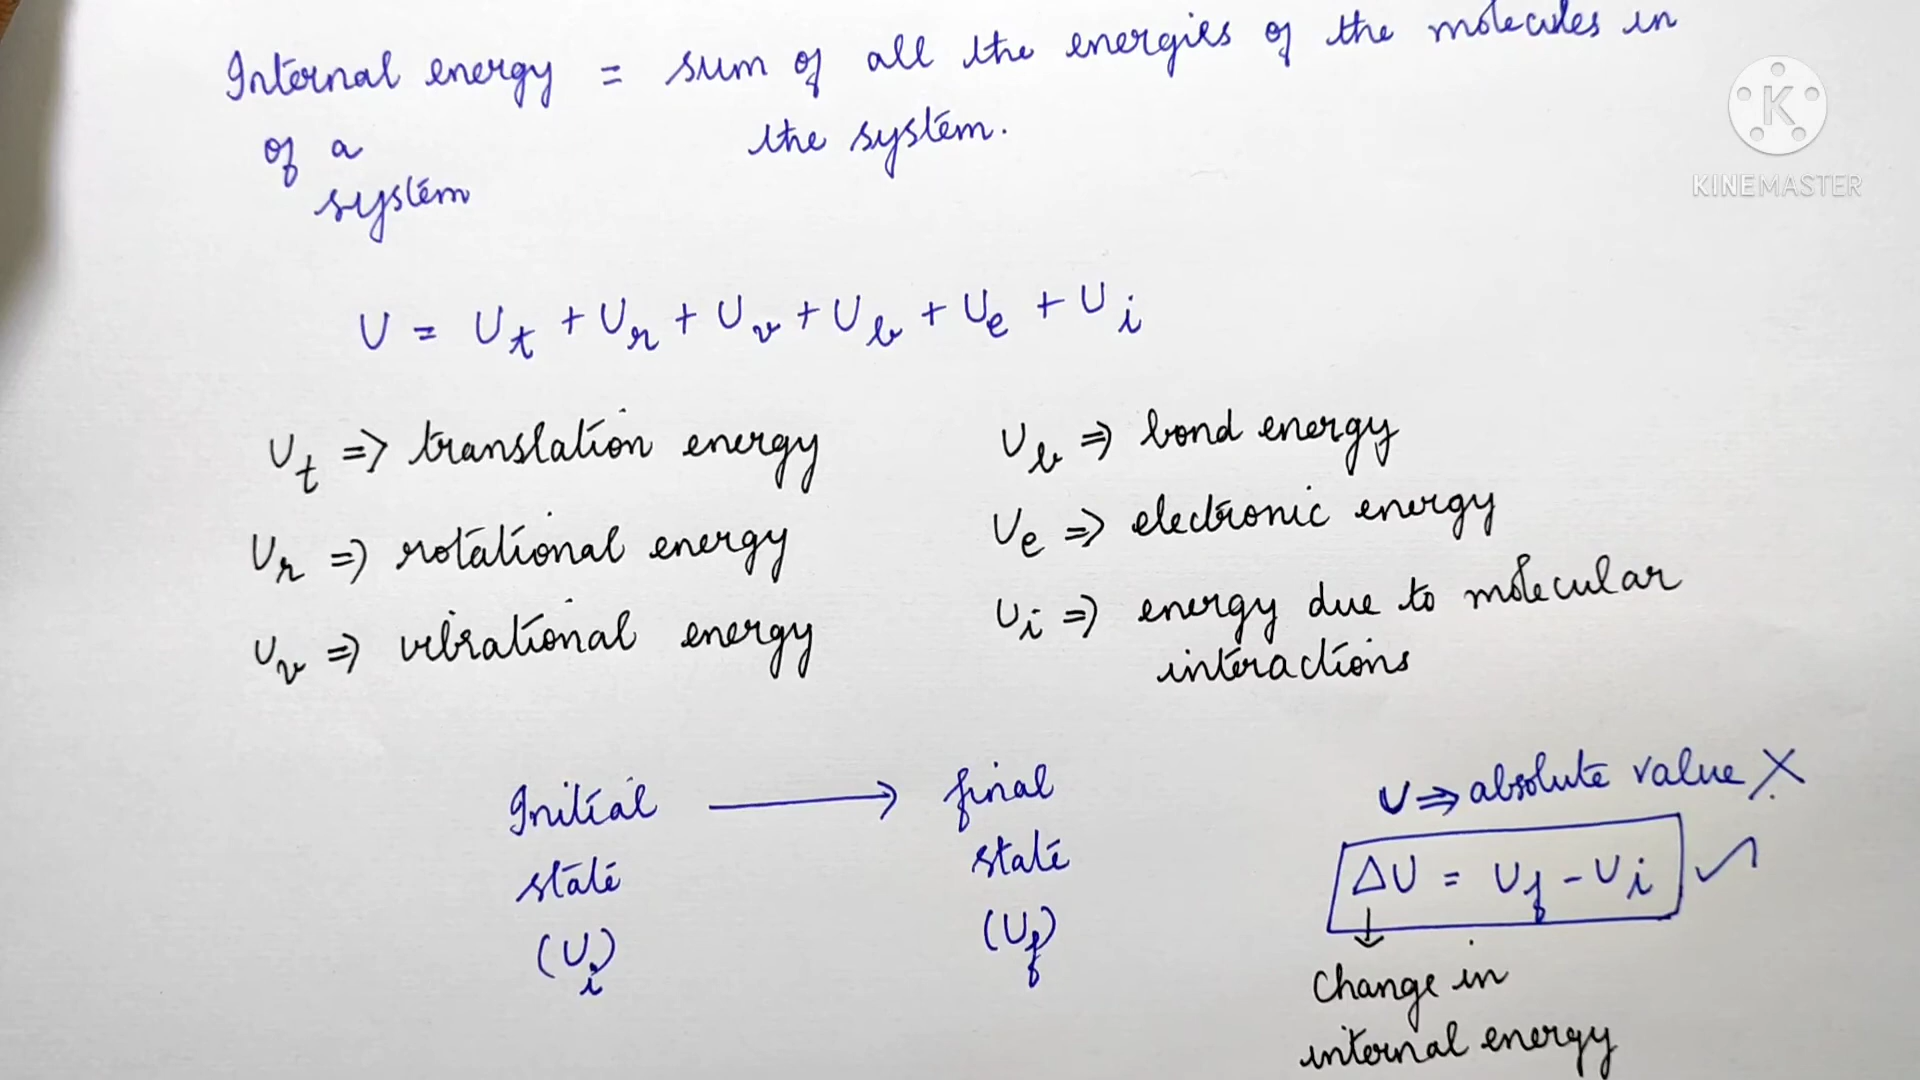 Internal energy = sum of all the energies of the molecules in
of a the system.
system
KINEMASTER
U = Ut + Ur + Uv + Ub + Ue + Ui
Ut => translation energy
Ur => rotational energy
Uv => vibrational energy
Ub => bond energy
Ue => electronic energy
Ui => energy due to molecular
interactions
Initial → final
state state
(Ui) (Uf)
U => absolute value X
ΔU = Uf - Ui ✓
↓
Change in
internal energy